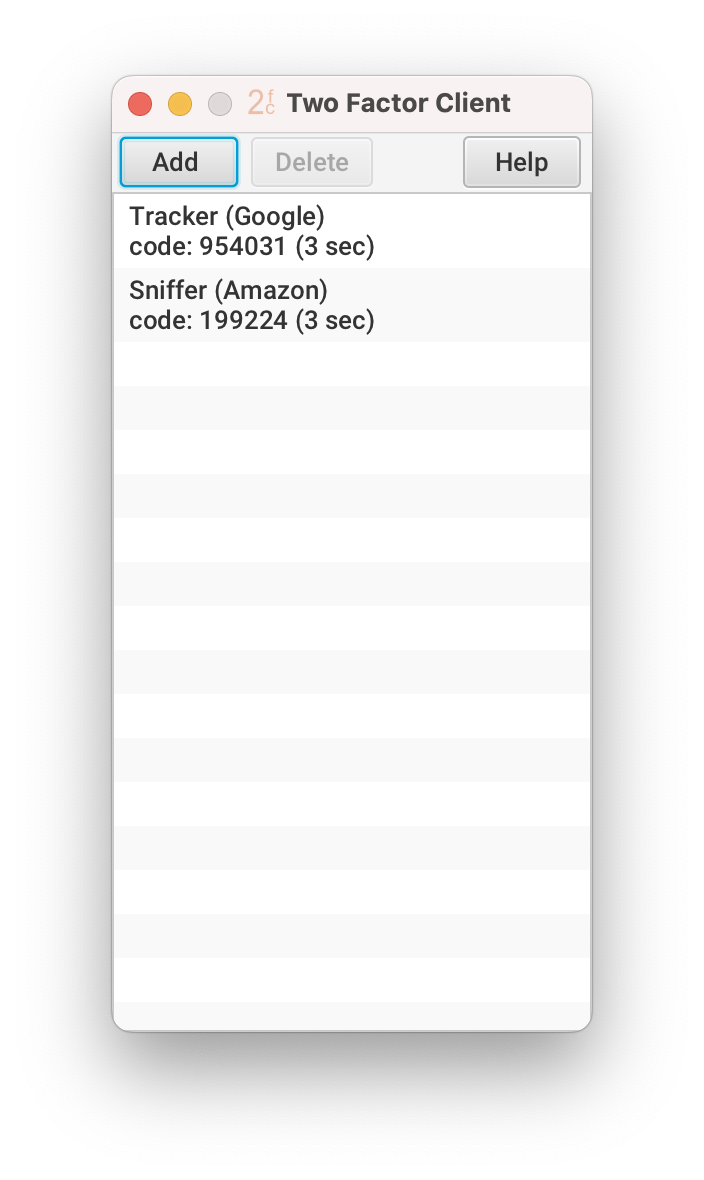 2fc Two Factor Client
Add Delete Help
Tracker (Google)
code: 954031 (3 sec)
Sniffer (Amazon)
code: 199224 (3 sec)